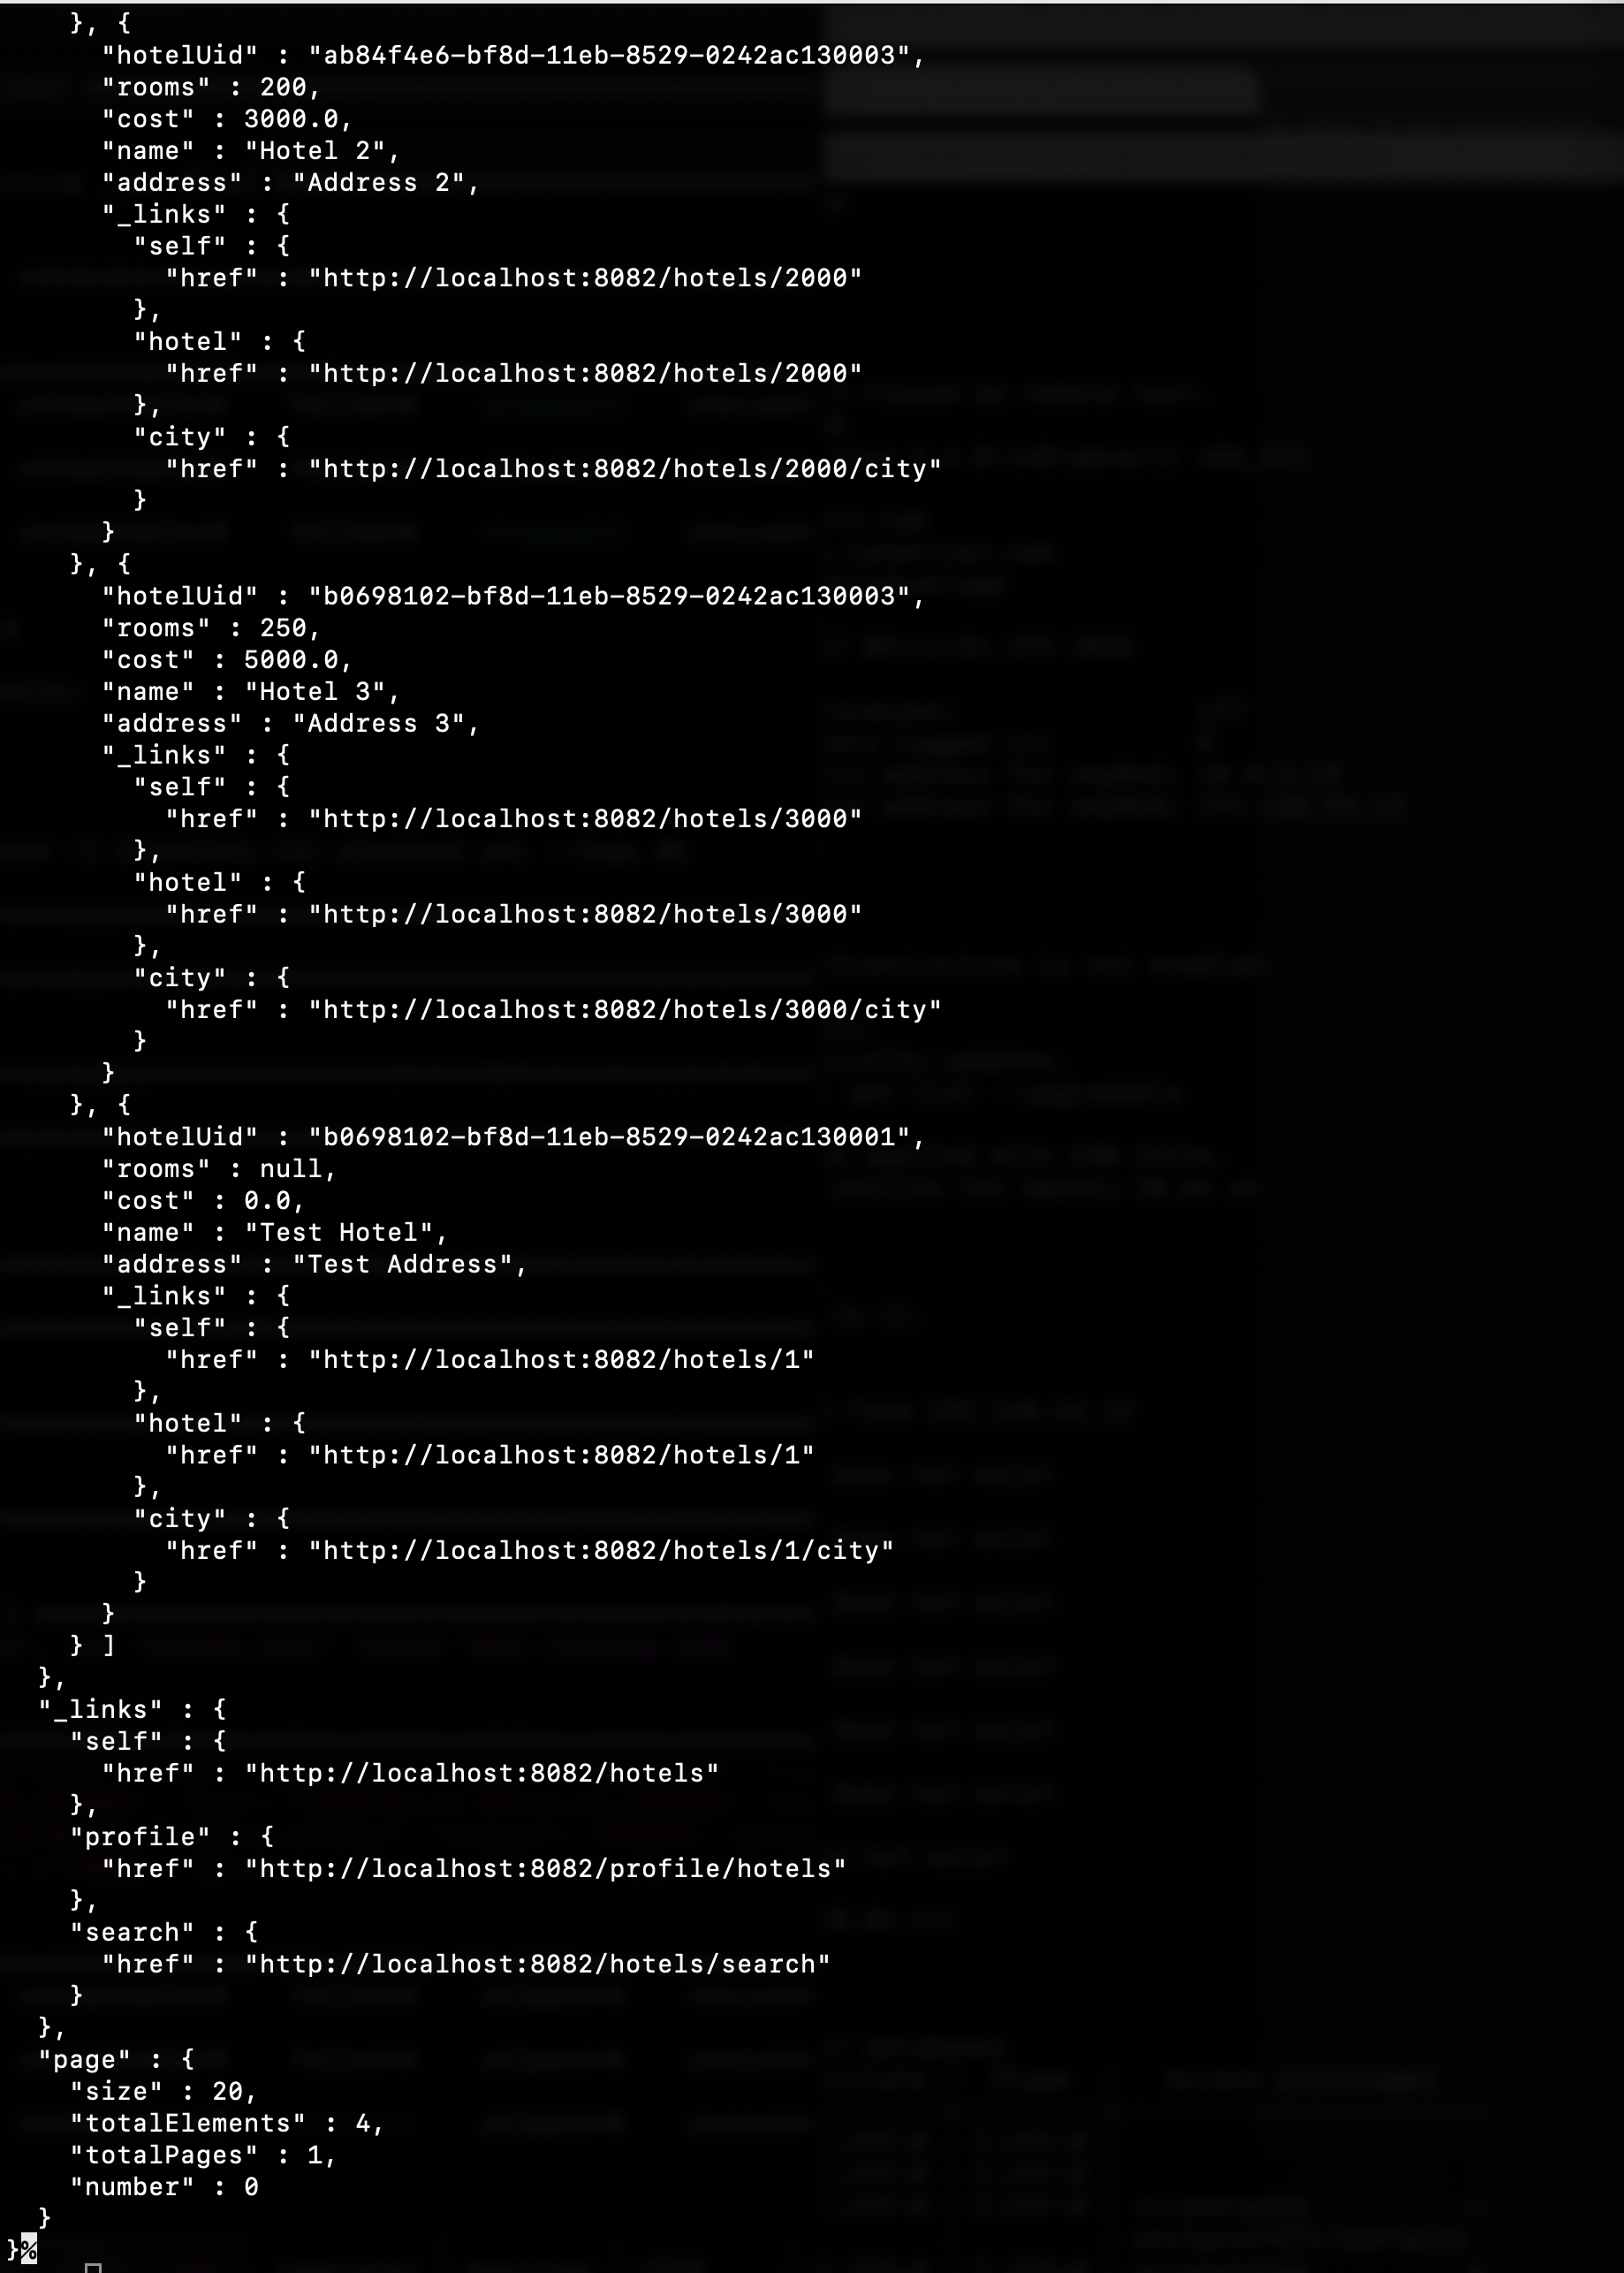 }, {
      "hotelUid" : "ab84f4e6-bf8d-11eb-8529-0242ac130003",
      "rooms" : 200,
      "cost" : 3000.0,
      "name" : "Hotel 2",
      "address" : "Address 2",
      "_links" : {
        "self" : {
          "href" : "http://localhost:8082/hotels/2000"
        },
        "hotel" : {
          "href" : "http://localhost:8082/hotels/2000"
        },
        "city" : {
          "href" : "http://localhost:8082/hotels/2000/city"
        }
      }
    }, {
      "hotelUid" : "b0698102-bf8d-11eb-8529-0242ac130003",
      "rooms" : 250,
      "cost" : 5000.0,
      "name" : "Hotel 3",
      "address" : "Address 3",
      "_links" : {
        "self" : {
          "href" : "http://localhost:8082/hotels/3000"
        },
        "hotel" : {
          "href" : "http://localhost:8082/hotels/3000"
        },
        "city" : {
          "href" : "http://localhost:8082/hotels/3000/city"
        }
      }
    }, {
      "hotelUid" : "b0698102-bf8d-11eb-8529-0242ac130001",
      "rooms" : null,
      "cost" : 0.0,
      "name" : "Test Hotel",
      "address" : "Test Address",
      "_links" : {
        "self" : {
          "href" : "http://localhost:8082/hotels/1"
        },
        "hotel" : {
          "href" : "http://localhost:8082/hotels/1"
        },
        "city" : {
          "href" : "http://localhost:8082/hotels/1/city"
        }
      }
    } ]
  },
  "_links" : {
    "self" : {
      "href" : "http://localhost:8082/hotels"
    },
    "profile" : {
      "href" : "http://localhost:8082/profile/hotels"
    },
    "search" : {
      "href" : "http://localhost:8082/hotels/search"
    }
  },
  "page" : {
    "size" : 20,
    "totalElements" : 4,
    "totalPages" : 1,
    "number" : 0
  }
}%